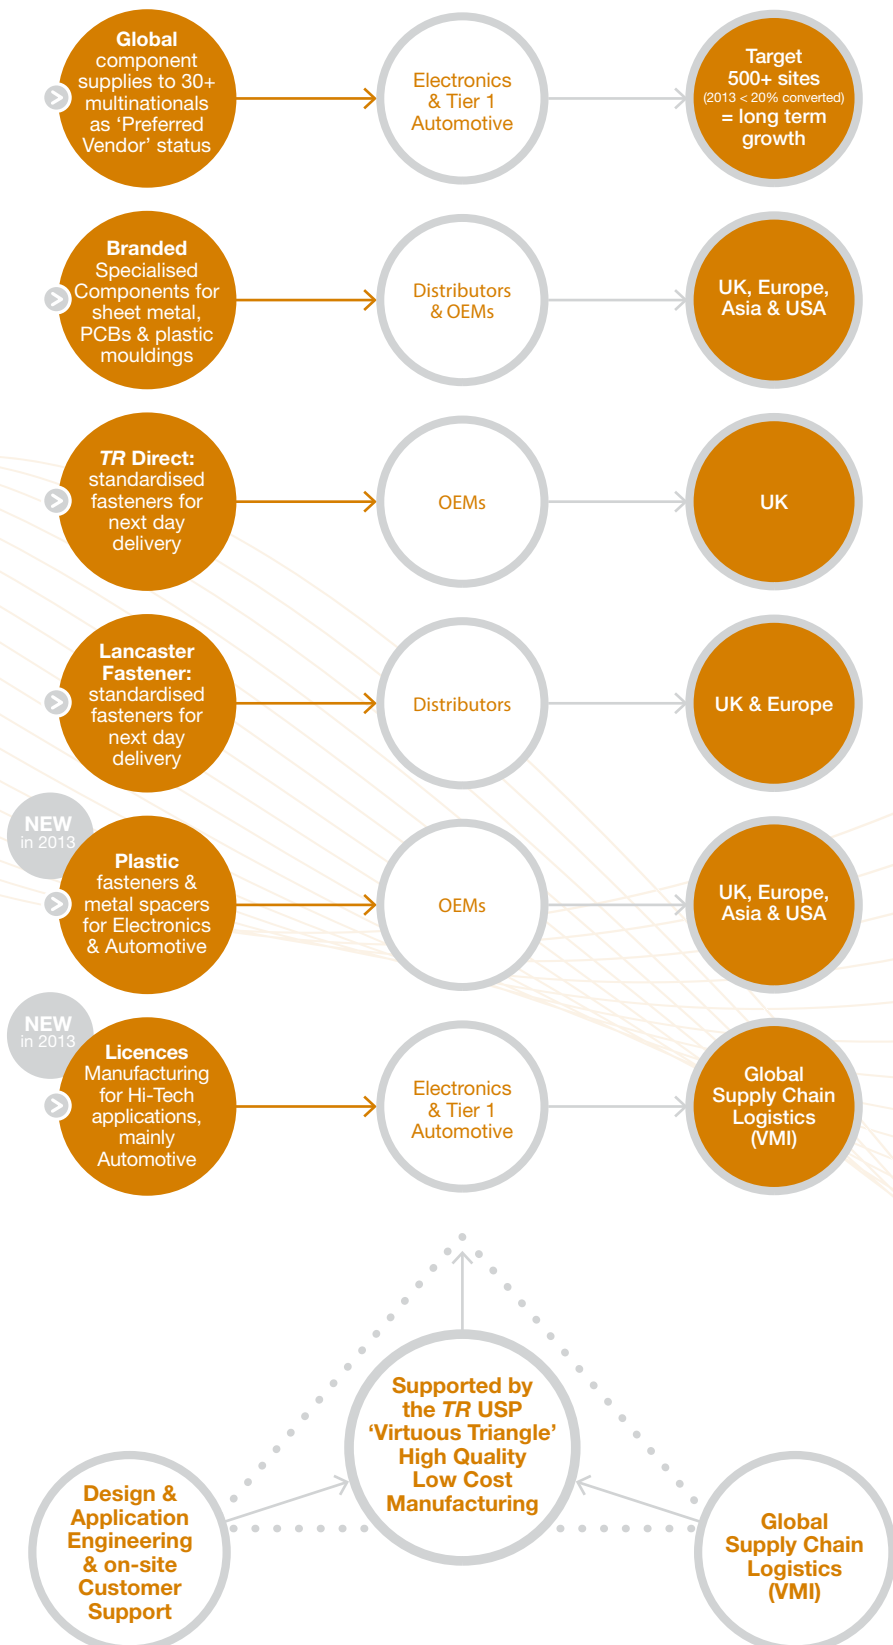 Global
component
supplies to 30+
multinationals
as ‘Preferred
Vendor’ status
Electronics
& Tier 1
Automotive
Target
500+ sites
(2013 < 20% converted)
= long term
growth
Branded
Specialised
Components for
sheet metal,
PCBs & plastic
mouldings
Distributors
& OEMs
UK, Europe,
Asia & USA
TR Direct:
standardised
fasteners for
next day
delivery
OEMs
UK
Lancaster
Fastener:
standardised
fasteners for
next day
delivery
Distributors
UK & Europe
NEW
in 2013
Plastic
fasteners &
metal spacers
for Electronics
& Automotive
OEMs
UK, Europe,
Asia & USA
NEW
in 2013
Licences
Manufacturing
for Hi-Tech
applications,
mainly
Automotive
Electronics
& Tier 1
Automotive
Global
Supply Chain
Logistics
(VMI)
Supported by
the TR USP
‘Virtuous Triangle’
High Quality
Low Cost
Manufacturing
Design &
Application
Engineering
& on-site
Customer
Support
Global
Supply Chain
Logistics
(VMI)